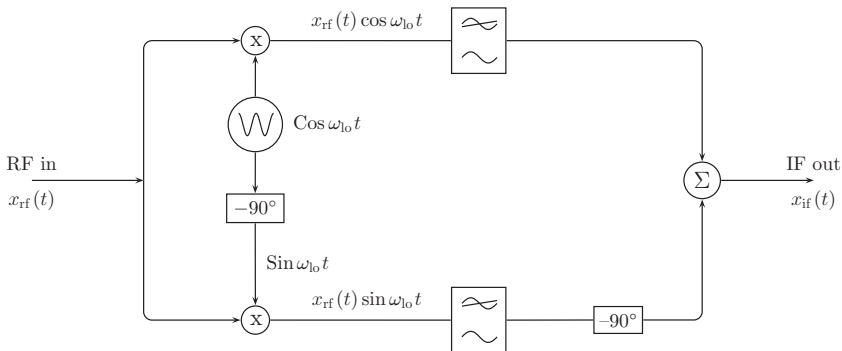 x_rf(t) cos ω_lo t
x
Cos ω_lo t
RF in
x_rf(t)
−90°
Σ
IF out
x_if(t)
Sin ω_lo t
x_rf(t) sin ω_lo t
x
–90°